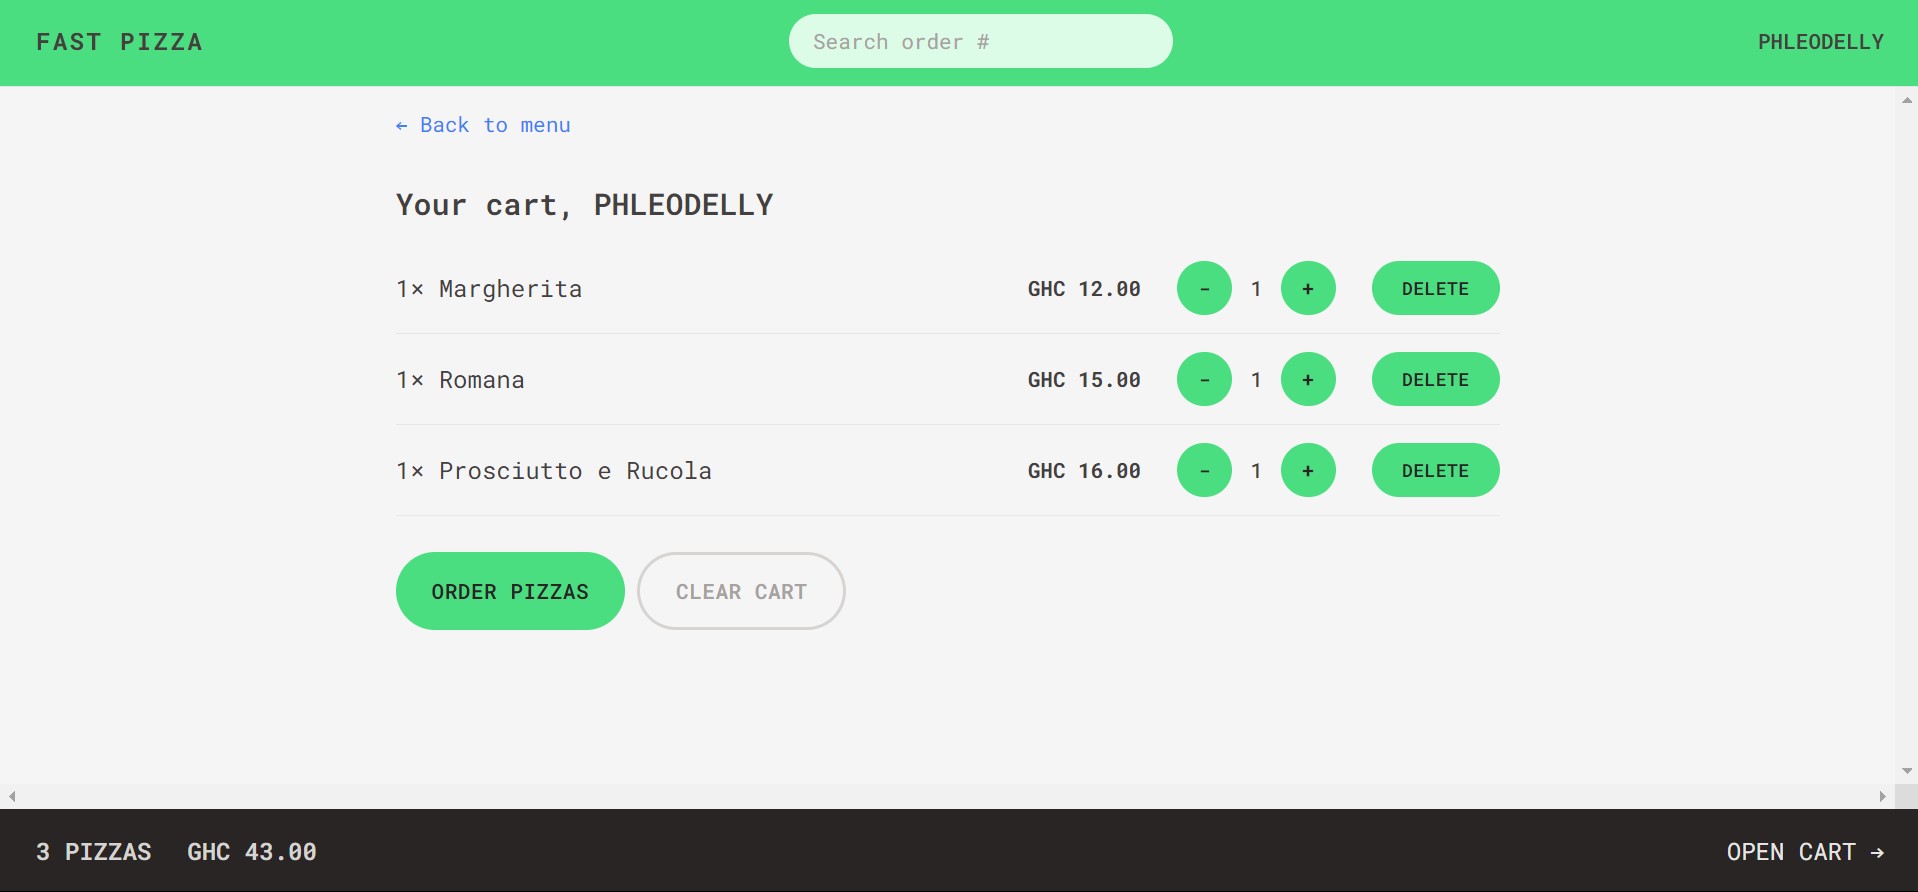 FAST PIZZA
Search order #
PHLEODELLY
← Back to menu
Your cart, PHLEODELLY
1× Margherita GHC 12.00 - 1 + DELETE
1× Romana GHC 15.00 - 1 + DELETE
1× Prosciutto e Rucola GHC 16.00 - 1 + DELETE
ORDER PIZZAS CLEAR CART
3 PIZZAS GHC 43.00 OPEN CART →